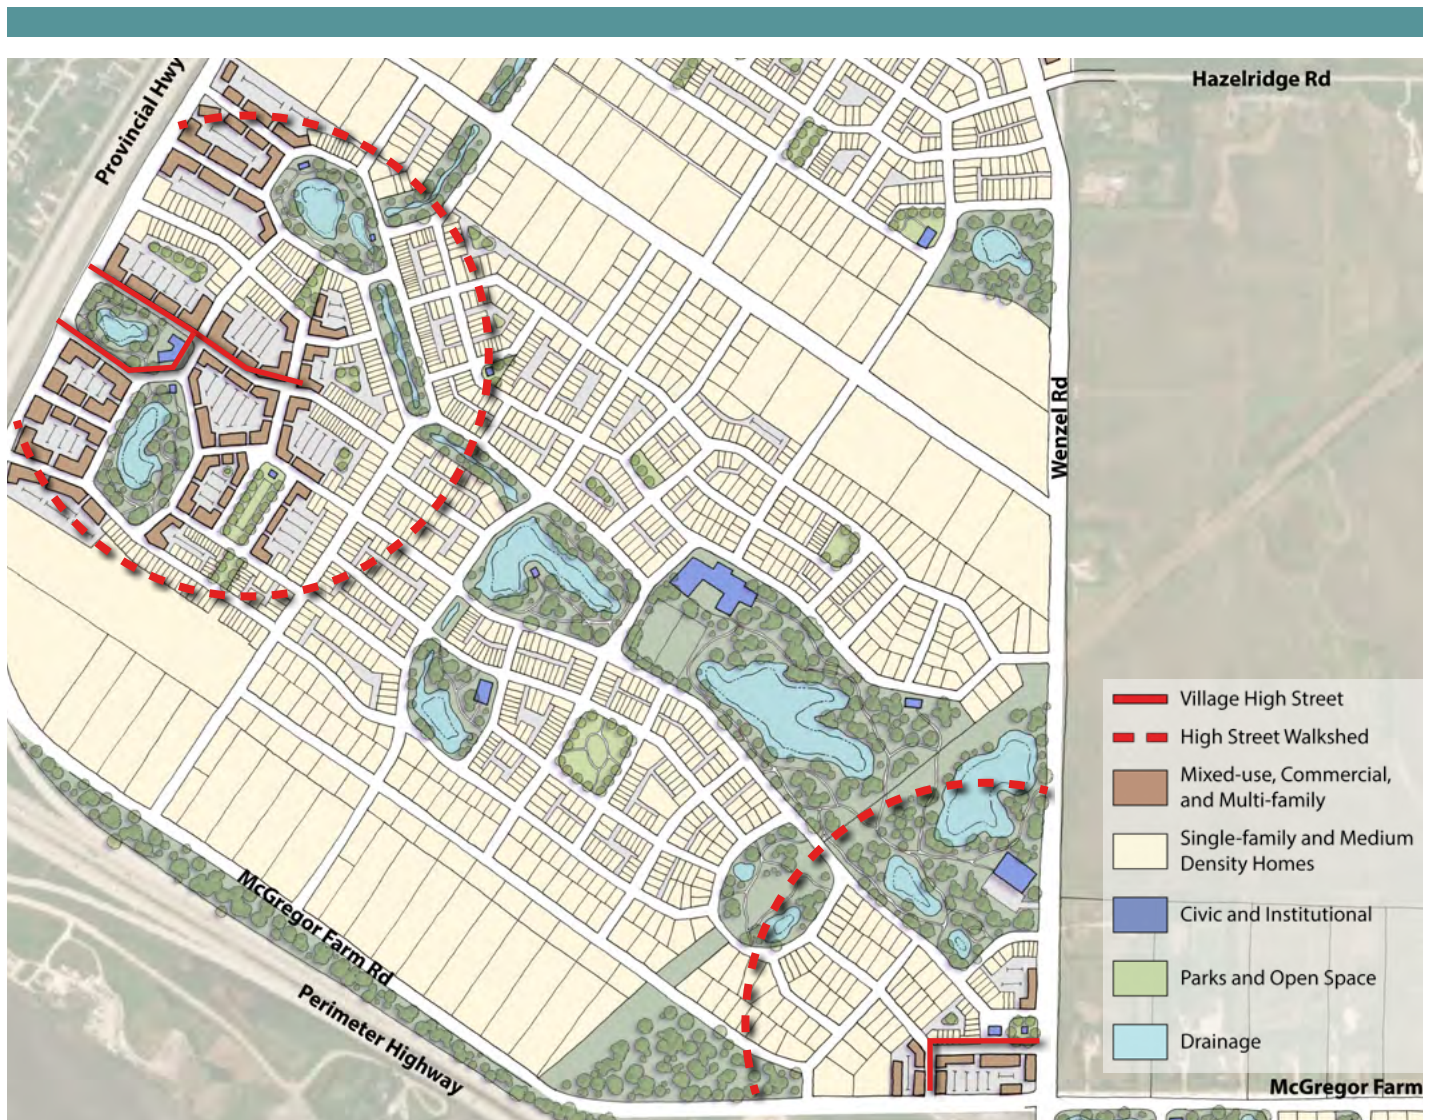 Provincial Hwy
Hazelridge Rd
Wenzel Rd
Village High Street
High Street Walkshed
Mixed-use, Commercial,
and Multi-family
Single-family and Medium
Density Homes
Civic and Institutional
Parks and Open Space
Drainage
McGregor Farm Rd
Perimeter Highway
McGregor Farm